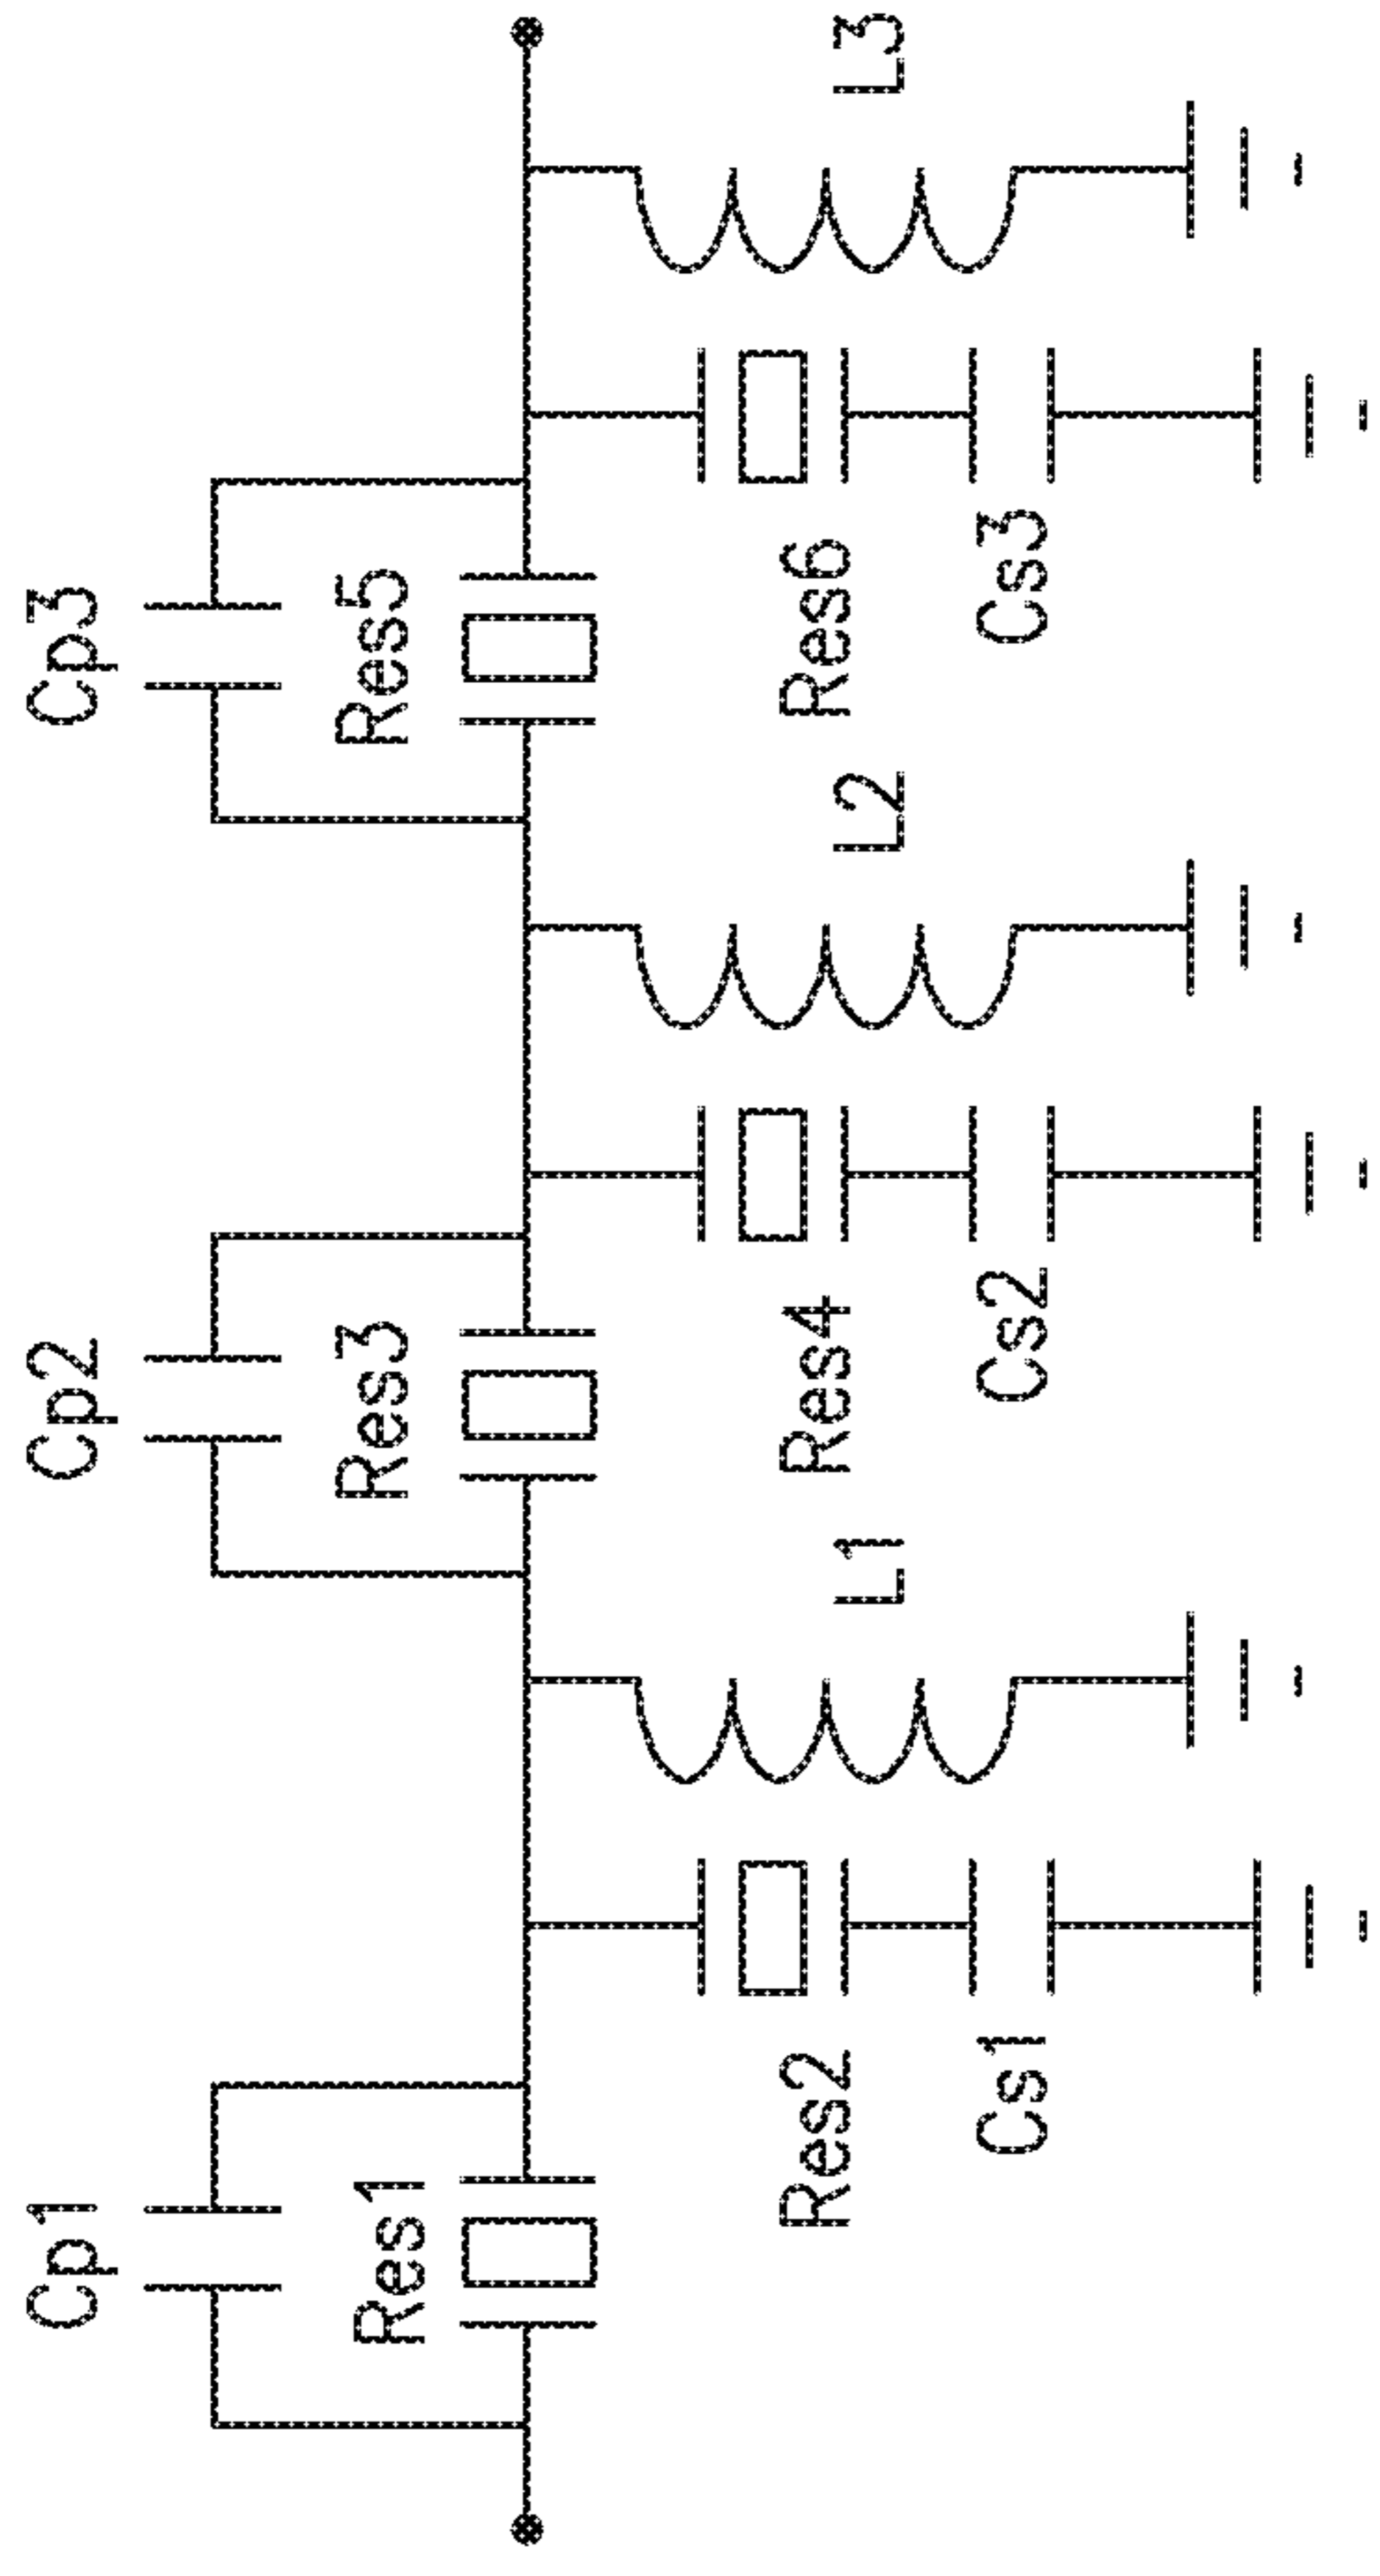 Cp1
Cp2
Cp3
Res1
Res3
Res5
Res2
L1
Res4
L2
Res6
L3
Cs1
Cs2
Cs3